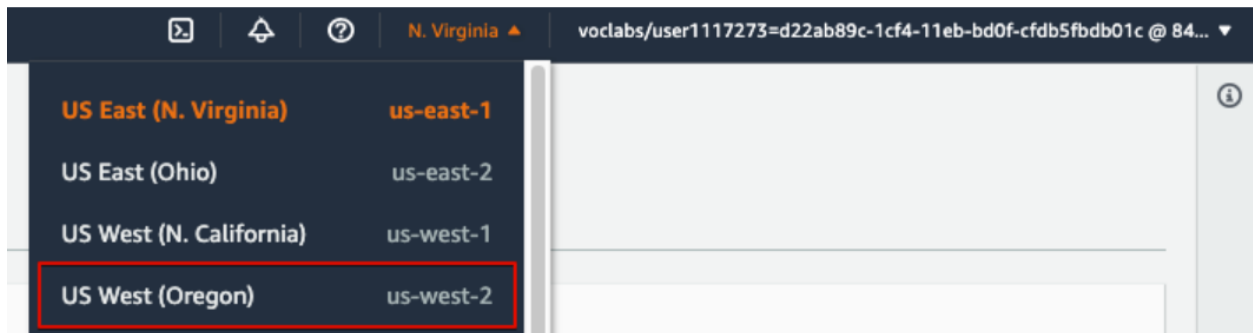 N. Virginia ▲ voclabs/user1117273=d22ab89c-1cf4-11eb-bd0f-cfdb5fbdb01c @ 84... ▼
US East (N. Virginia) us-east-1
US East (Ohio) us-east-2
US West (N. California) us-west-1
US West (Oregon) us-west-2